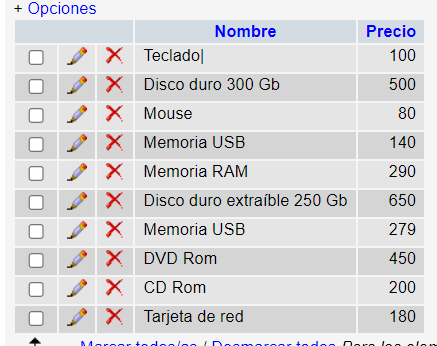 + Opciones
Nombre Precio
Teclado 100
Disco duro 300 Gb 500
Mouse 80
Memoria USB 140
Memoria RAM 290
Disco duro extraíble 250 Gb 650
Memoria USB 279
DVD Rom 450
CD Rom 200
Tarjeta de red 180
Marcar todos/as / Desmarcar todos Para los elem